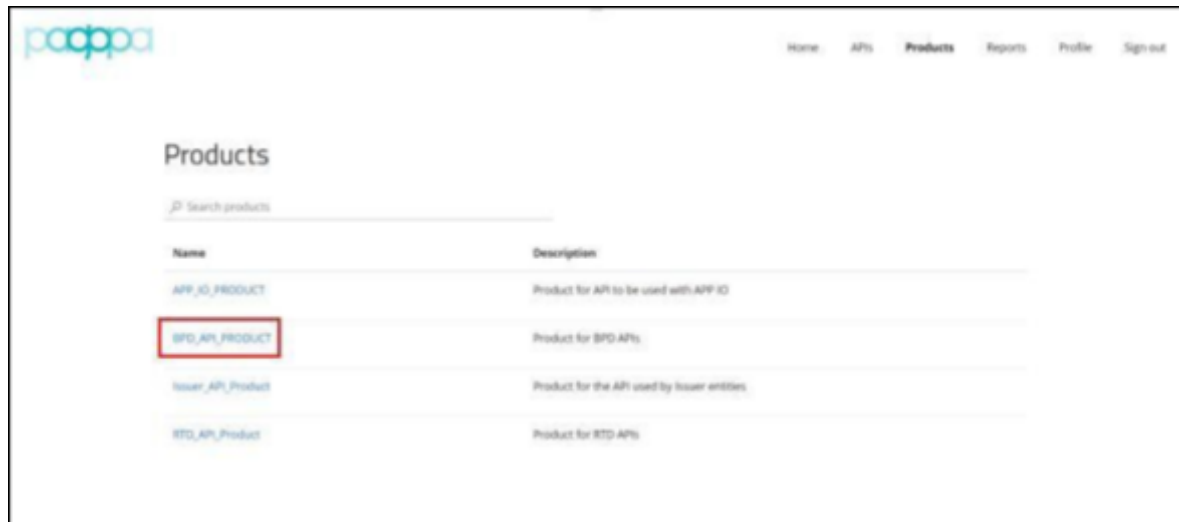 pagopa
Home APIs Products Reports Profile Sign out
Products
Search products
Name Description
APP_IO_PRODUCT Product for API to be used with APP IO
BPD_API_PRODUCT Product for BPD APIs
Issuer_API_Product Product for the API used by Issuer entities
RTD_API_Product Product for RTD APIs